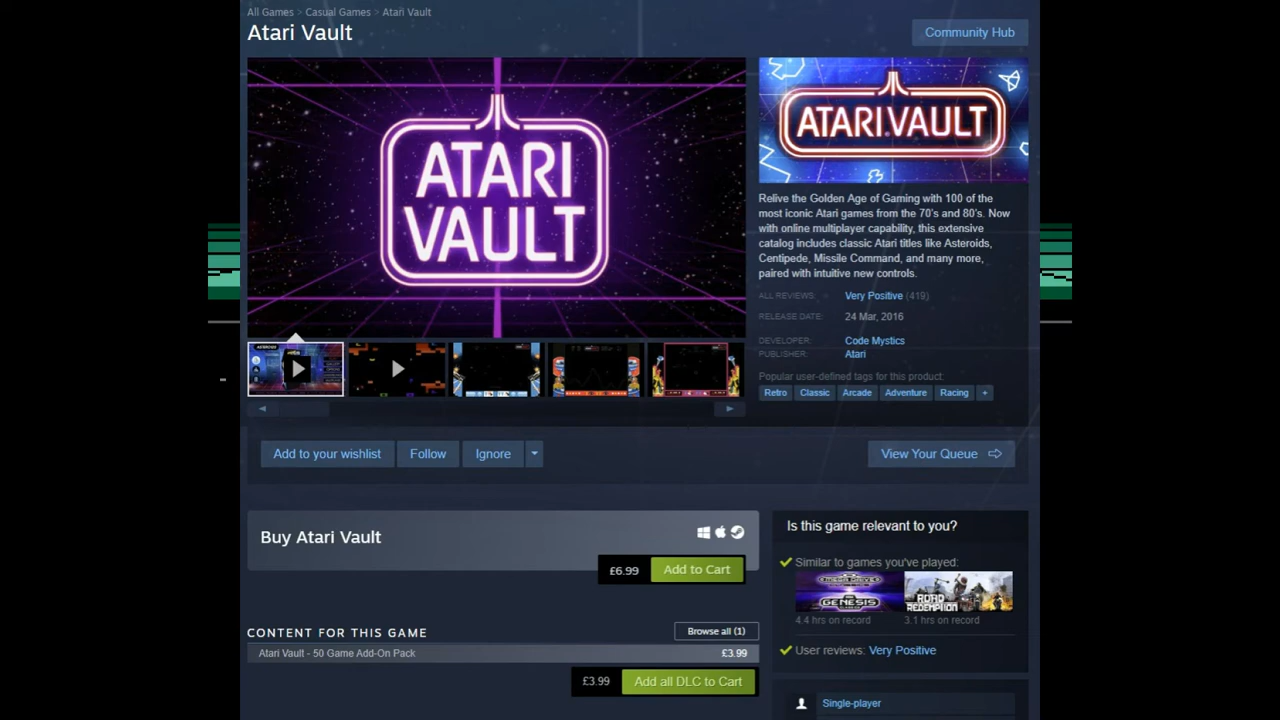 All Games > Casual Games > Atari Vault
Atari Vault
Community Hub
ATARI
VAULT
ATARI VAULT
Relive the Golden Age of Gaming with 100 of the
most iconic Atari games from the 70's and 80's. Now
with online multiplayer capability, this extensive
catalog includes classic Atari titles like Asteroids,
Centipede, Missile Command, and many more,
paired with intuitive new controls.
ALL REVIEWS: Very Positive (419)
RELEASE DATE: 24 Mar, 2016
DEVELOPER: Code Mystics
PUBLISHER: Atari
Popular user-defined tags for this product:
Retro Classic Arcade Adventure Racing +
Add to your wishlist Follow Ignore
View Your Queue
Buy Atari Vault
£6.99 Add to Cart
Is this game relevant to you?
Similar to games you've played:
MEGA DRIVE
GENESIS
ROAD
REDEMPTION
4.4 hrs on record 3.1 hrs on record
User reviews: Very Positive
CONTENT FOR THIS GAME Browse all (1)
Atari Vault - 50 Game Add-On Pack £3.99
£3.99 Add all DLC to Cart
Single-player